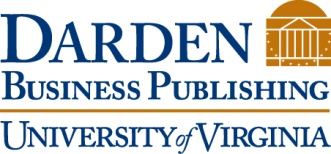 DARDEN
BUSINESS PUBLISHING
UNIVERSITY of VIRGINIA